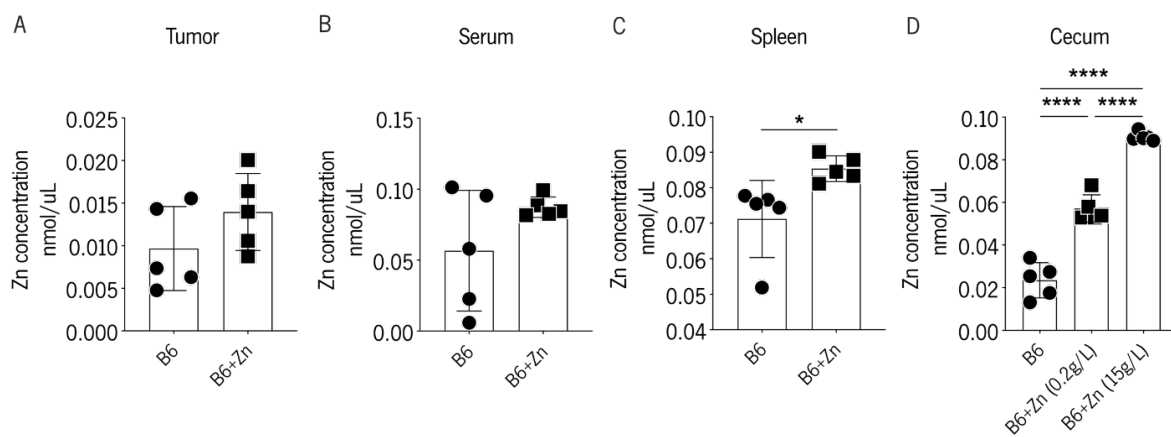 A
Tumor
Zn concentration
nmol/uL
0.025
0.020
0.015
0.010
0.005
0.000
B6
B6+Zn
B
Serum
Zn concentration
nmol/uL
0.15
0.10
0.05
0.00
B6
B6+Zn
C
Spleen
Zn concentration
nmol/uL
*
0.10
0.09
0.08
0.07
0.06
0.05
0.04
B6
B6+Zn
D
Cecum
Zn concentration
nmol/uL
****
**** ****
0.10
0.08
0.06
0.04
0.02
0.00
B6
B6+Zn (0.2g/L)
B6+Zn (15g/L)